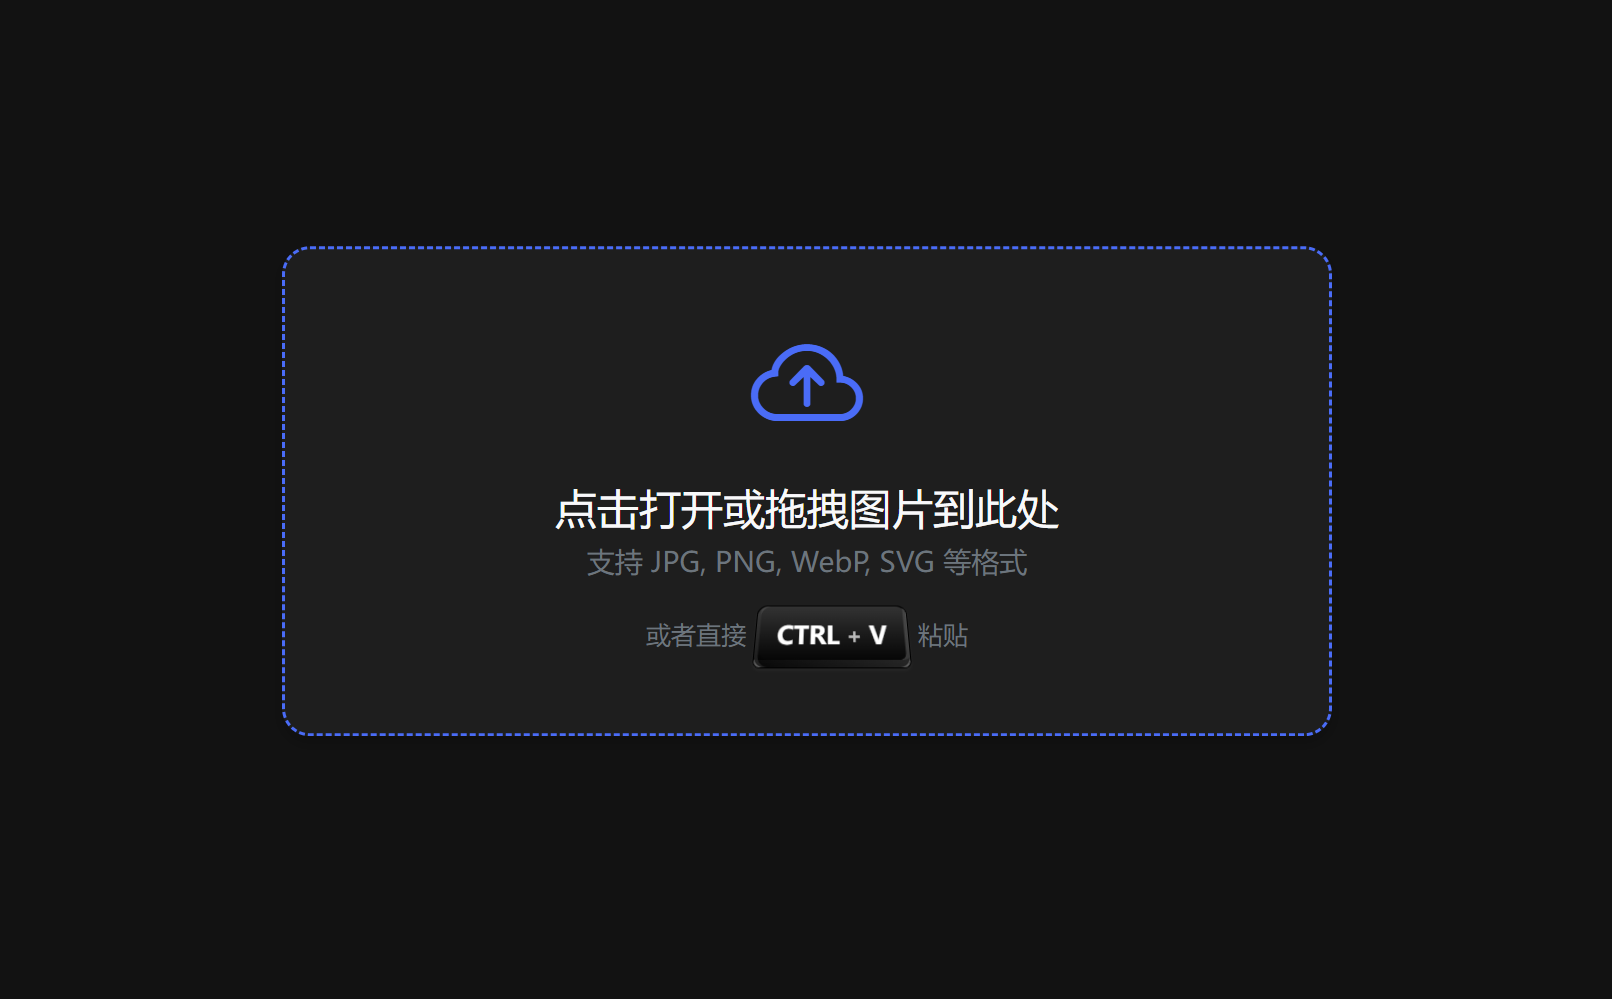 点击打开或拖拽图片到此处
支持 JPG, PNG, WebP, SVG 等格式
或者直接 CTRL + V 粘贴